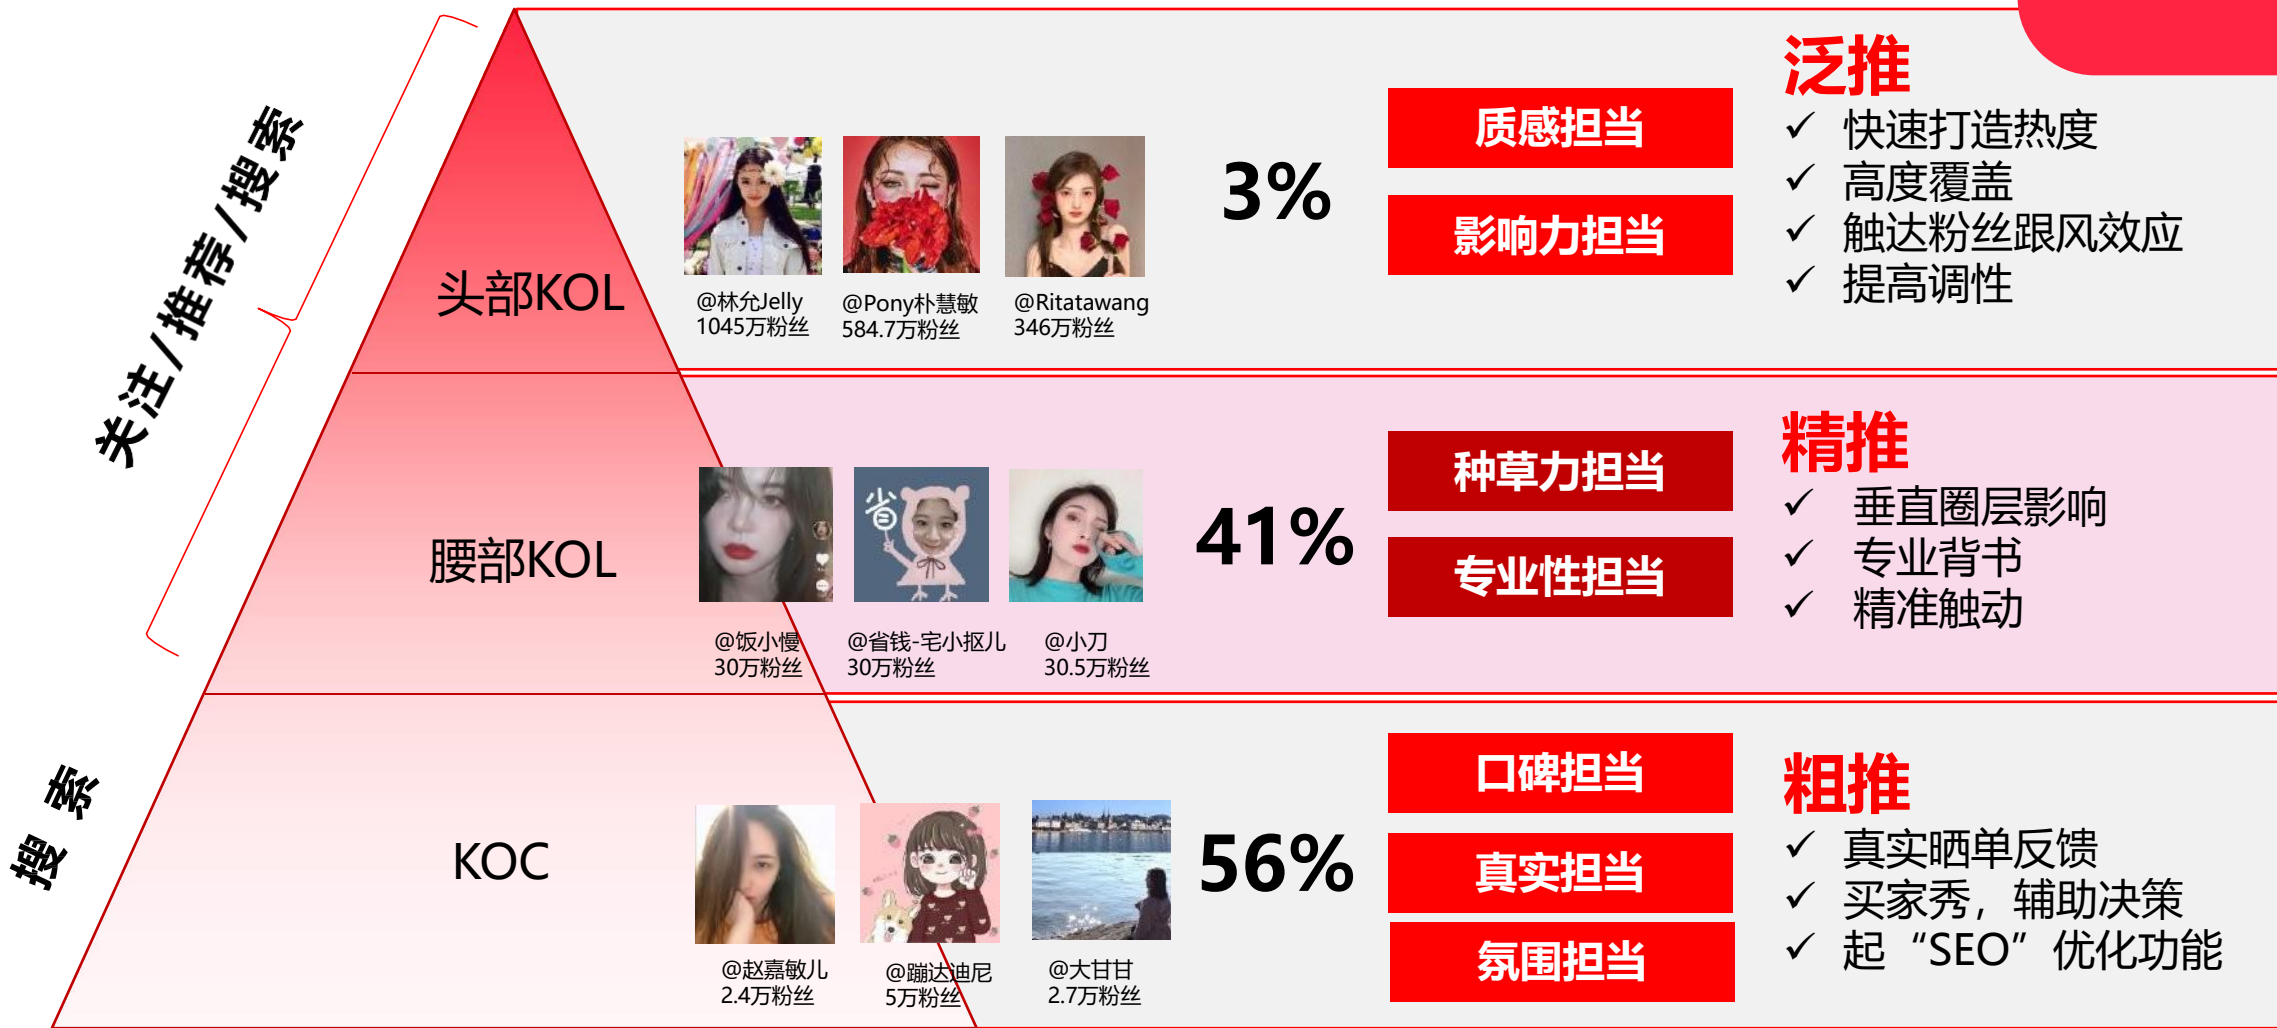 关注/推荐/搜索
搜 索
头部KOL
@林允Jelly
1045万粉丝
@Pony朴慧敏
584.7万粉丝
@Ritatawang
346万粉丝
3%
质感担当
影响力担当
泛推
✓ 快速打造热度
✓ 高度覆盖
✓ 触达粉丝跟风效应
✓ 提高调性
腰部KOL
省
@饭小慢
30万粉丝
@省钱-宅小抠儿
30万粉丝
@小刀
30.5万粉丝
41%
种草力担当
专业性担当
精推
✓ 垂直圈层影响
✓ 专业背书
✓ 精准触动
KOC
@赵嘉敏儿
2.4万粉丝
@蹦达迪尼
5万粉丝
@大甘甘
2.7万粉丝
56%
口碑担当
真实担当
氛围担当
粗推
✓ 真实晒单反馈
✓ 买家秀，辅助决策
✓ 起“SEO”优化功能